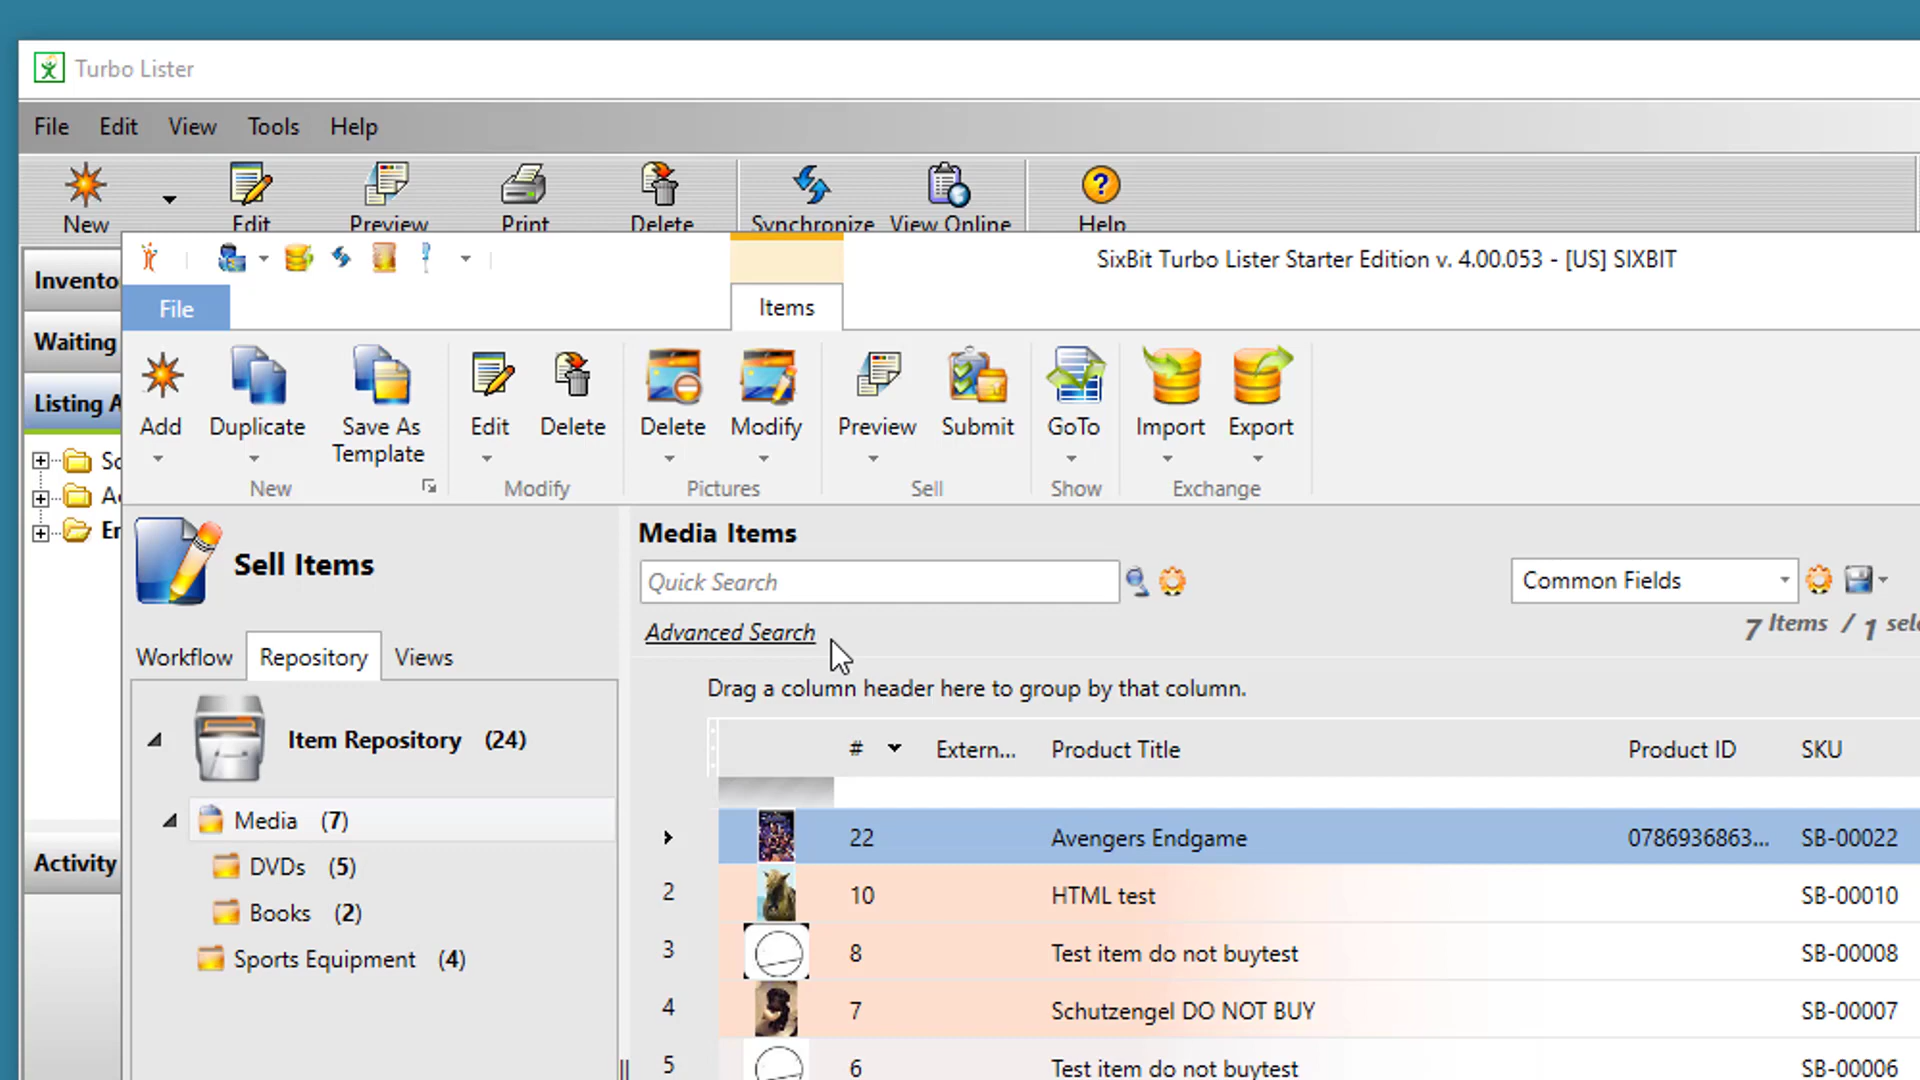 Turbo Lister
File Edit View Tools Help
New Edit Preview Print Delete Synchronize View Online Help
SixBit Turbo Lister Starter Edition v. 4.00.053 - [US] SIXBIT
Invento
File Items
Waiting
Listing A
Add Duplicate Save As Template Edit Delete Delete Modify Preview Submit GoTo Import Export
New Modify Pictures Sell Show Exchange
Sc
Ac
Er
Media Items
Sell Items
Quick Search Common Fields
Advanced Search 7 Items / 1 sele
Workflow Repository Views
Drag a column header here to group by that column.
Item Repository (24)
# Extern... Product Title Product ID SKU
Media (7)
22 Avengers Endgame 0786936863... SB-00022
DVDs (5)
2 10 HTML test SB-00010
Books (2)
3 8 Test item do not buytest SB-00008
Sports Equipment (4)
4 7 Schutzengel DO NOT BUY SB-00007
5 6 Test item do not buytest SB-00006
Activity